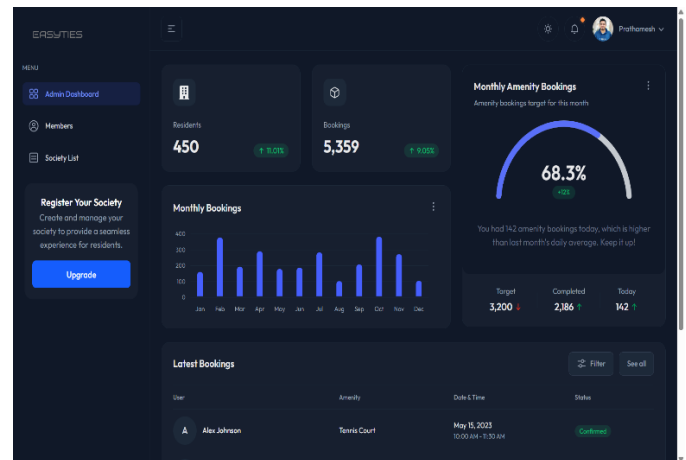 EASYTIES
Prathamesh
MENU
Admin Dashboard
Members
Society List
Register Your Society
Create and manage your
society to provide a seamless
experience for residents.
Upgrade
Residents
450
↑ 11.01%
Bookings
5,359
↑ 9.05%
Monthly Bookings
400
300
200
100
0
Jan Feb Mar Apr May Jun Jul Aug Sep Oct Nov Dec
Monthly Amenity Bookings
Amenity bookings target for this month
68.3%
+12%
You had 142 amenity bookings today, which is higher
than last month's daily average. Keep it up!
Target Completed Today
3,200 ↓ 2,186 ↑ 142 ↑
Latest Bookings
Filter
See all
User Amenity Date & Time Status
A Alex Johnson Tennis Court May 15, 2023 Confirmed
10:00 AM - 11:30 AM